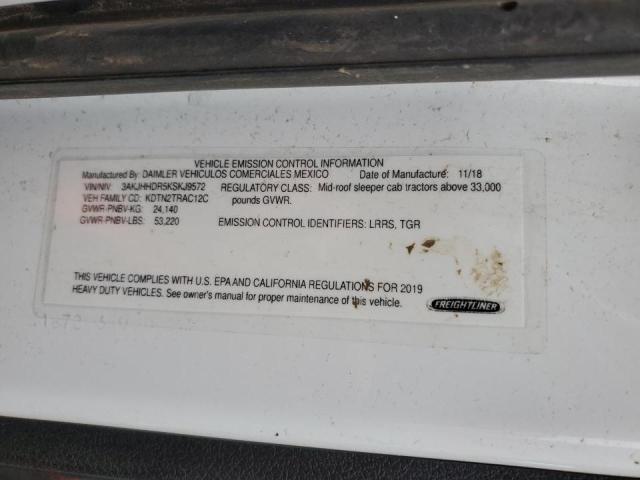 VEHICLE EMISSION CONTROL INFORMATION
Manufactured By: DAIMLER VEHICULOS COMERCIALES MEXICO Date of Manufacture: 11/18
VIN/NIV: 3AKJHHDR5KSKJ9572 REGULATORY CLASS: Mid-roof sleeper cab tractors above 33,000
VEH FAMILY CD: KDTN2TRAC12C pounds GVWR.
GVWR-PNBV-KG: 24,140
GVWR-PNBV-LBS: 53,220 EMISSION CONTROL IDENTIFIERS: LRRS, TGR
THIS VEHICLE COMPLIES WITH U.S. EPA AND CALIFORNIA REGULATIONS FOR 2019
HEAVY DUTY VEHICLES. See owner's manual for proper maintenance of this vehicle.
FREIGHTLINER